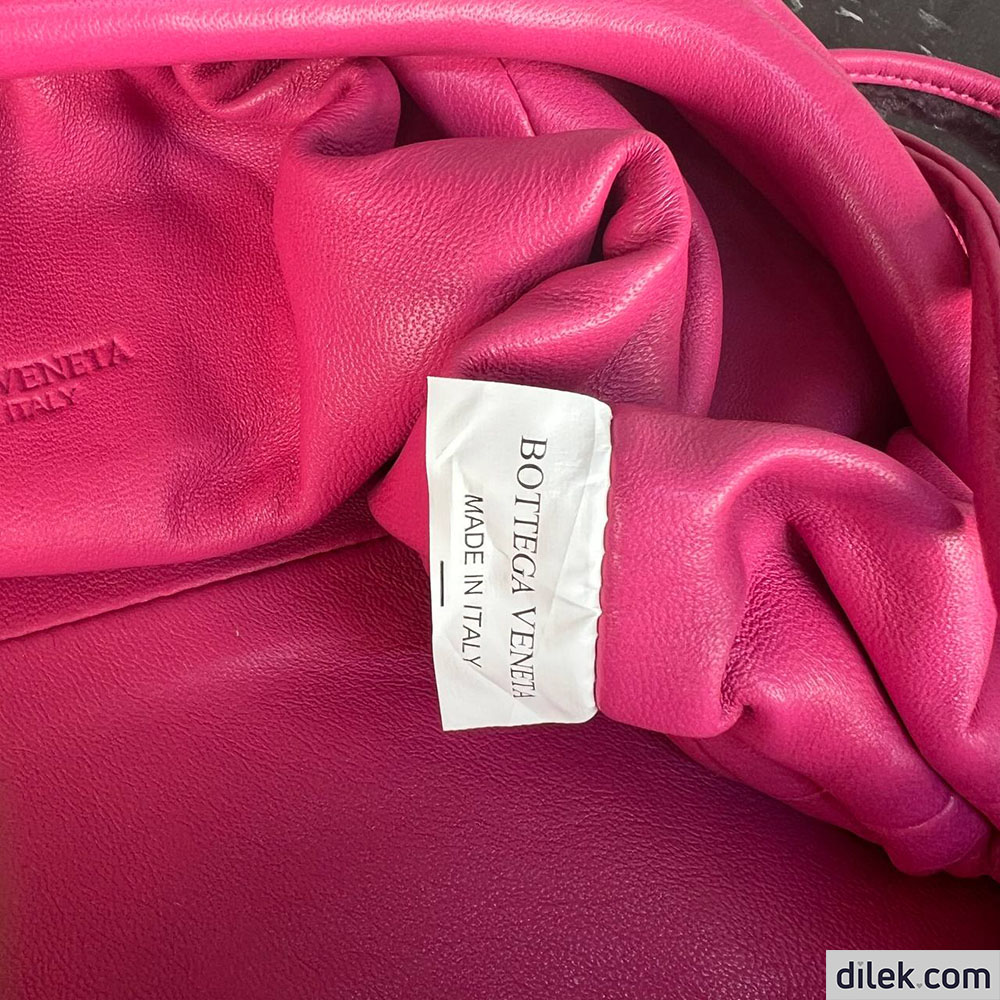 VENETA
ITALY
BOTTEGA VENETA
MADE IN ITALY
dilek.com